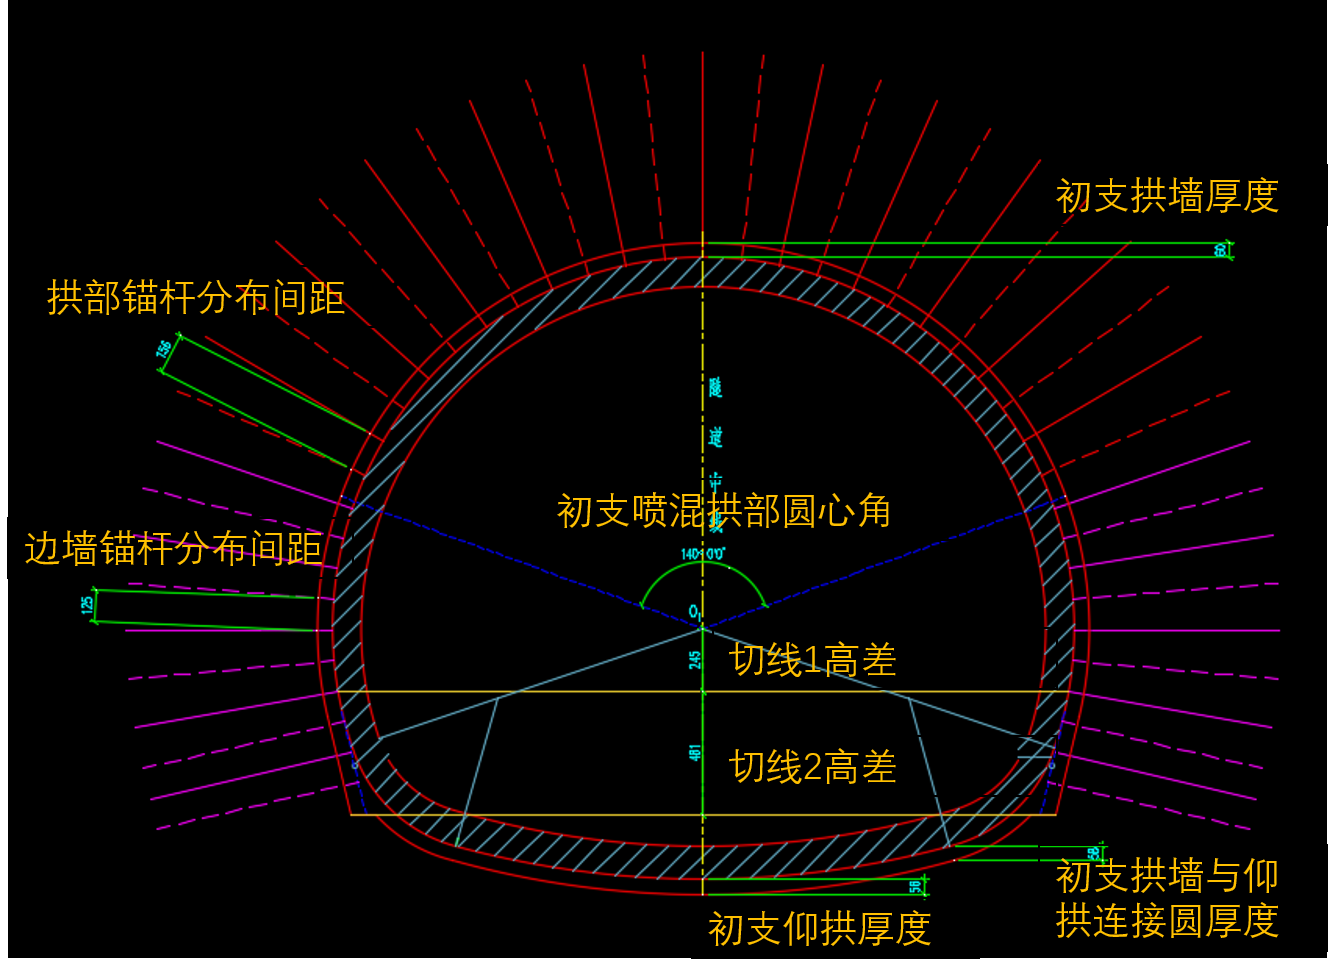 初支拱墙厚度
60
拱部锚杆分布间距
156
初支喷混拱部圆心角
140°0'0"
边墙锚杆分布间距
125
O
245
切线1高差
481
切线2高差
初支拱墙与仰
拱连接圆厚度
58
初支仰拱厚度